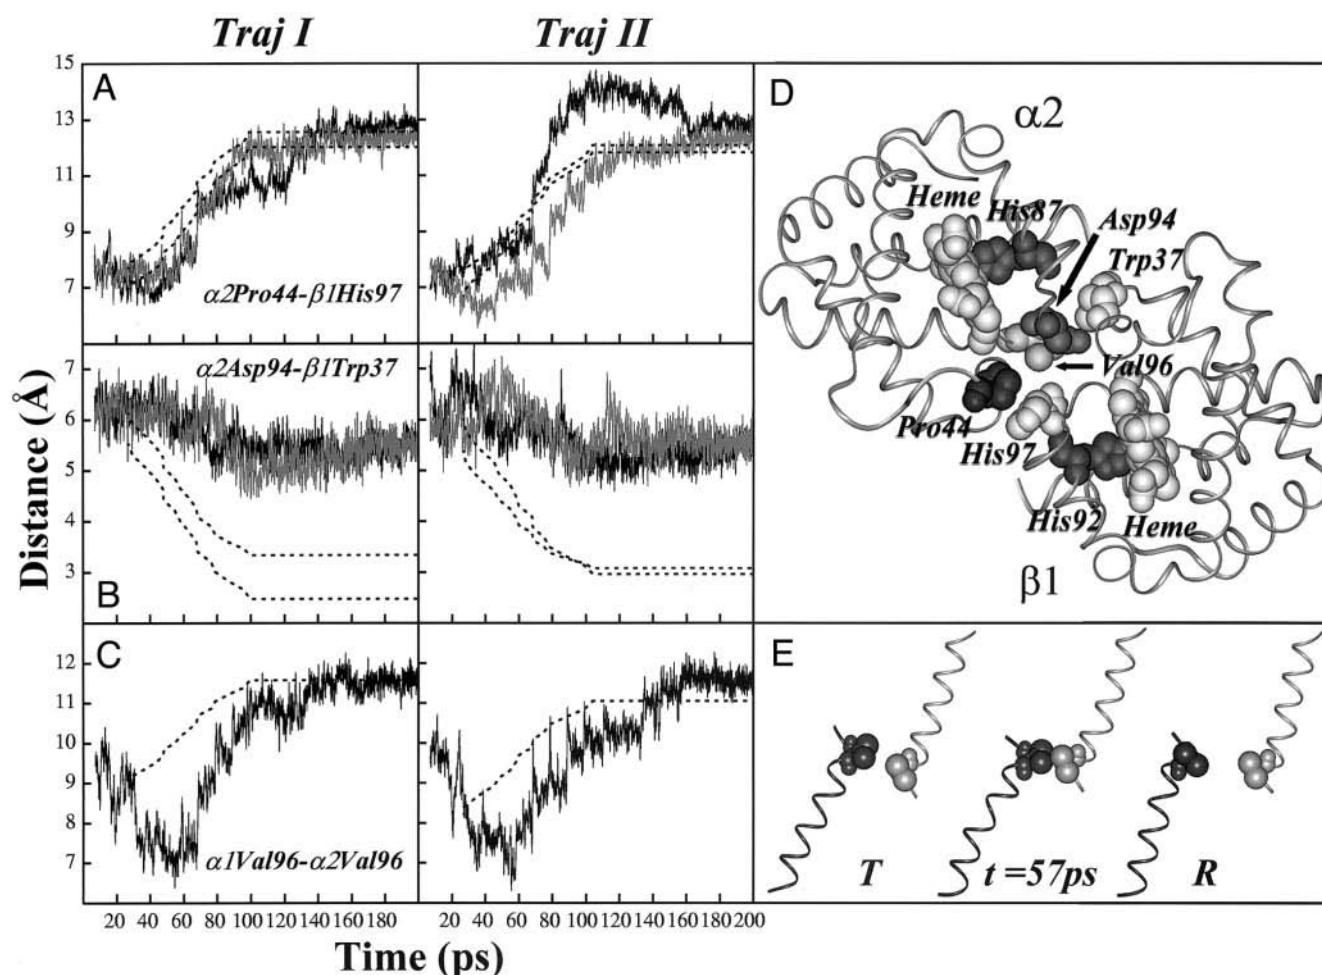 Traj I Traj II
A
15
13
11
9
7
α2Pro44-β1His97
B
7
6
5
4
3
α2Asp94-β1Trp37
Distance (Å)
C
12
11
10
9
8
7
α1Val96-α2Val96
20 40 60 80 100 120 140 160 180 20 40 60 80 100 120 140 160 180 200
Time (ps)
D
α2
Heme
His87
Asp94
Trp37
Val96
Pro44
His97
His92
Heme
β1
E
T t =57ps R